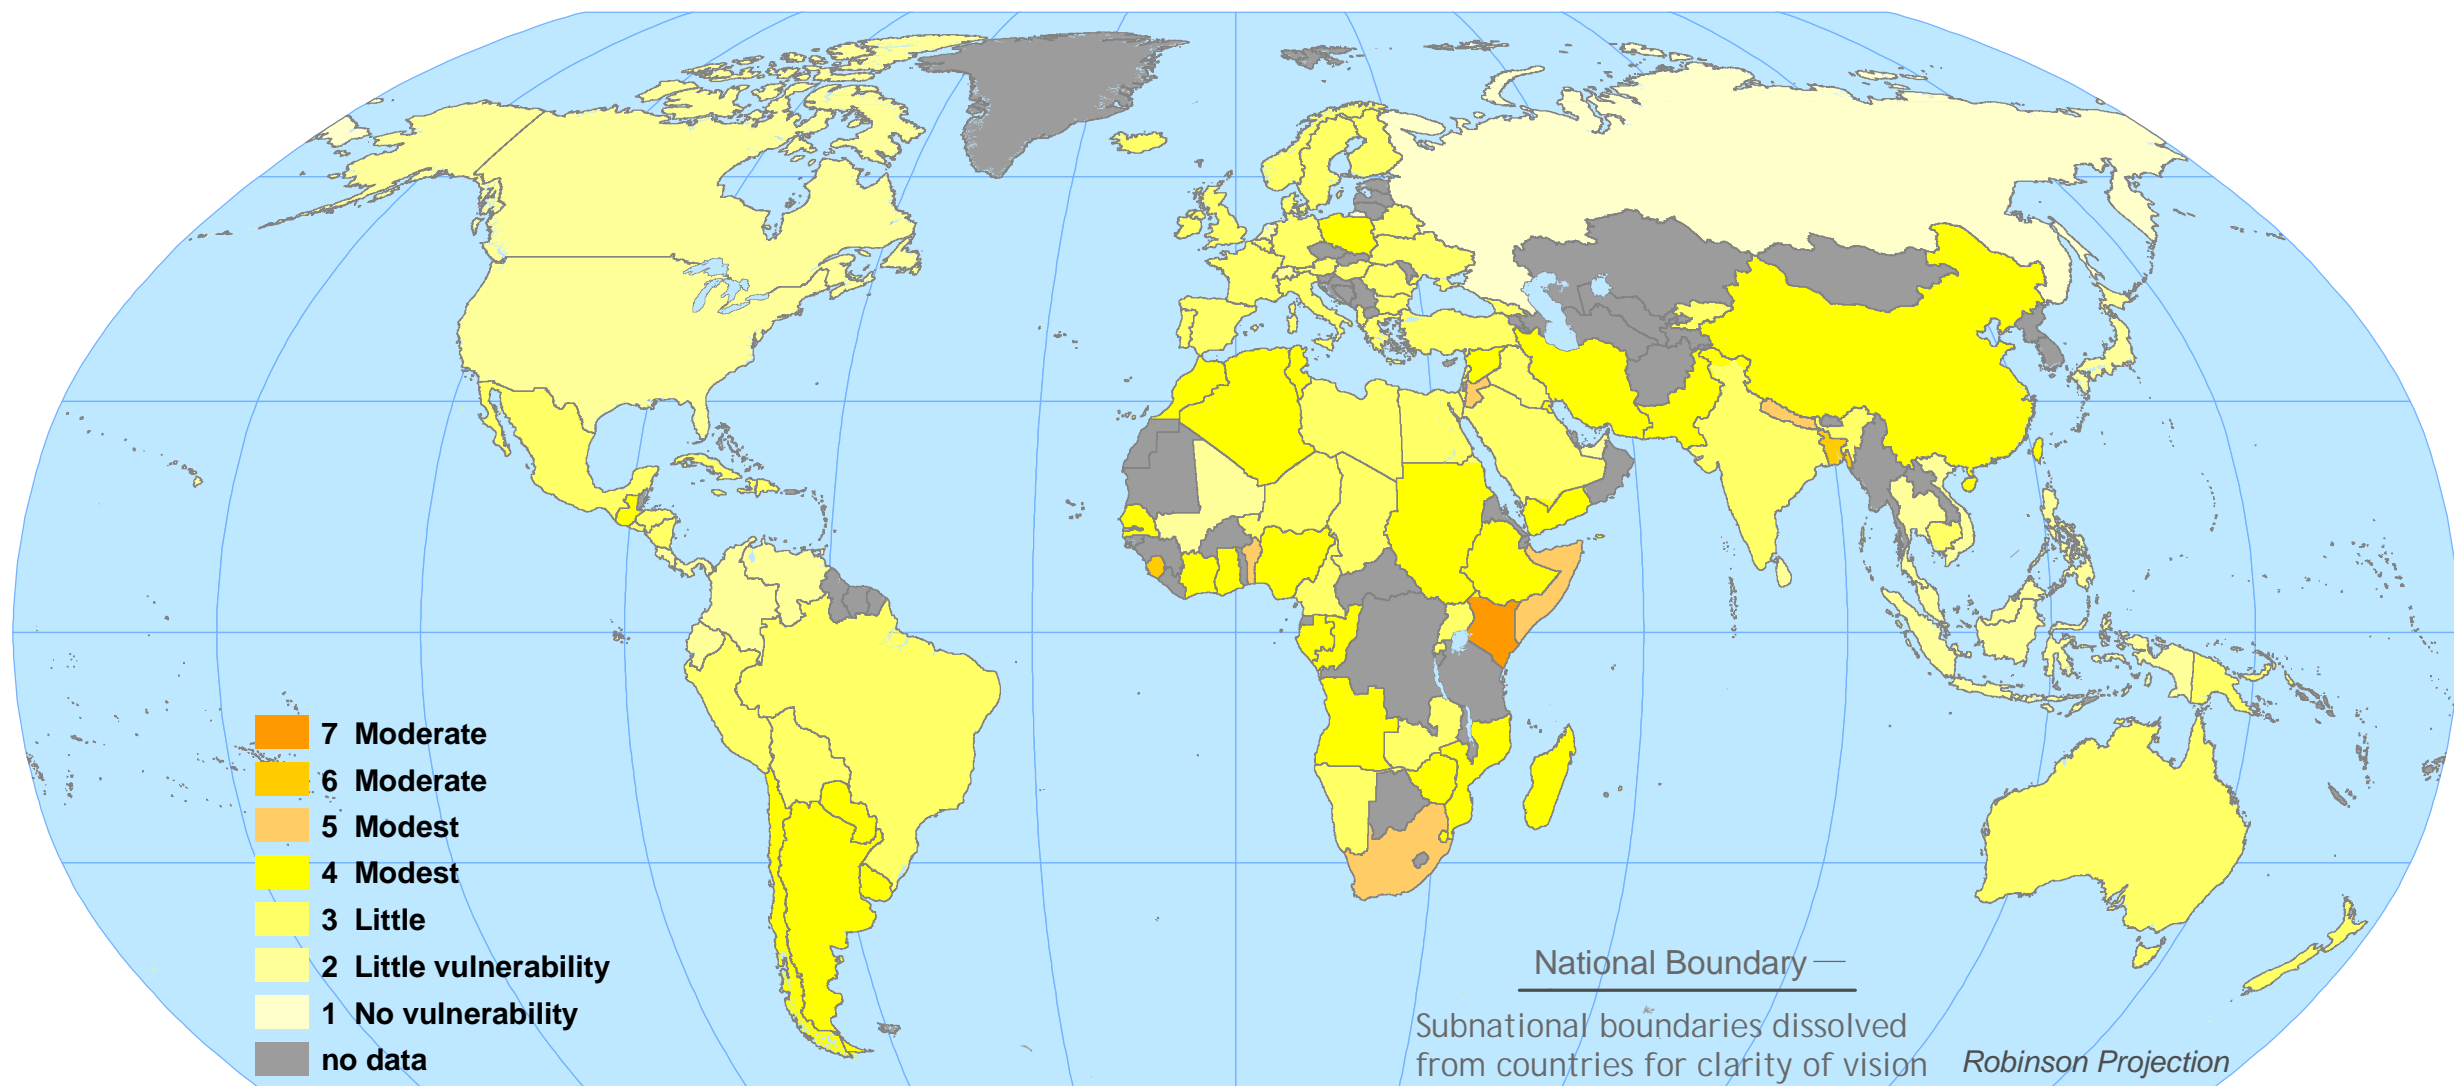 7 Moderate
6 Moderate
5 Modest
4 Modest
3 Little
2 Little vulnerability
1 No vulnerability
no data
National Boundary
Subnational boundaries dissolved
from countries for clarity of vision
Robinson Projection